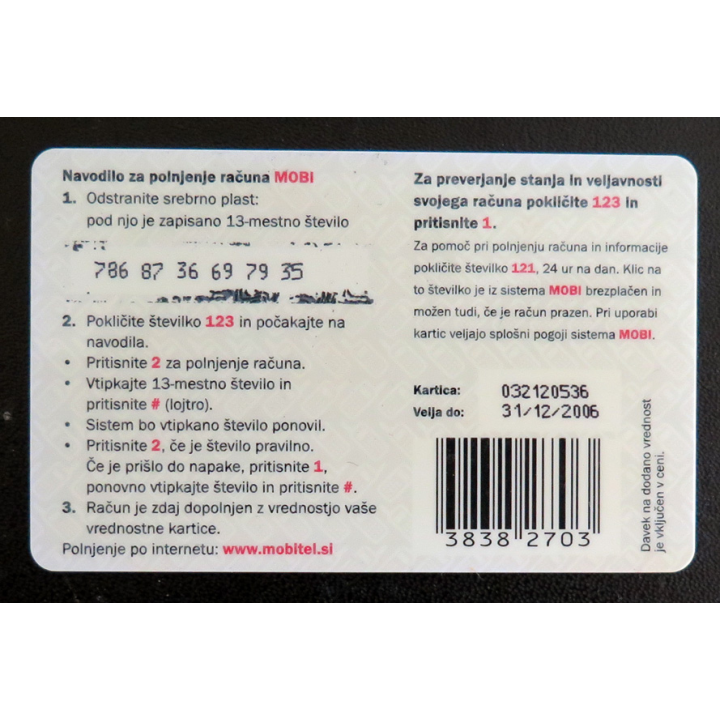 Navodilo za polnjenje računa MOBI
1. Odstranite srebrno plast:
pod njo je zapisano 13-mestno število
786 87 36 69 79 35
2. Pokličite številko 123 in počakajte na
navodila.
• Pritisnite 2 za polnjenje računa.
• Vtipkajte 13-mestno število in
pritisnite # (lojtro).
• Sistem bo vtipkano število ponovil.
• Pritisnite 2, če je število pravilno.
Če je prišlo do napake, pritisnite 1,
ponovno vtipkajte število in pritisnite #.
3. Račun je zdaj dopolnjen z vrednostjo vaše
vrednostne kartice.
Polnjenje po internetu: www.mobitel.si
Za preverjanje stanja in veljavnosti
svojega računa pokličite 123 in
pritisnite 1.
Za pomoč pri polnjenju računa in informacije
pokličite številko 121, 24 ur na dan. Klic na
to številko je iz sistema MOBI brezplačen in
možen tudi, če je račun prazen. Pri uporabi
kartic veljajo splošni pogoji sistema MOBI.
Kartica: 032120536
Velja do: 31/12/2006
3838 2703
Davek na dodano vrednost
je vključen v ceni.